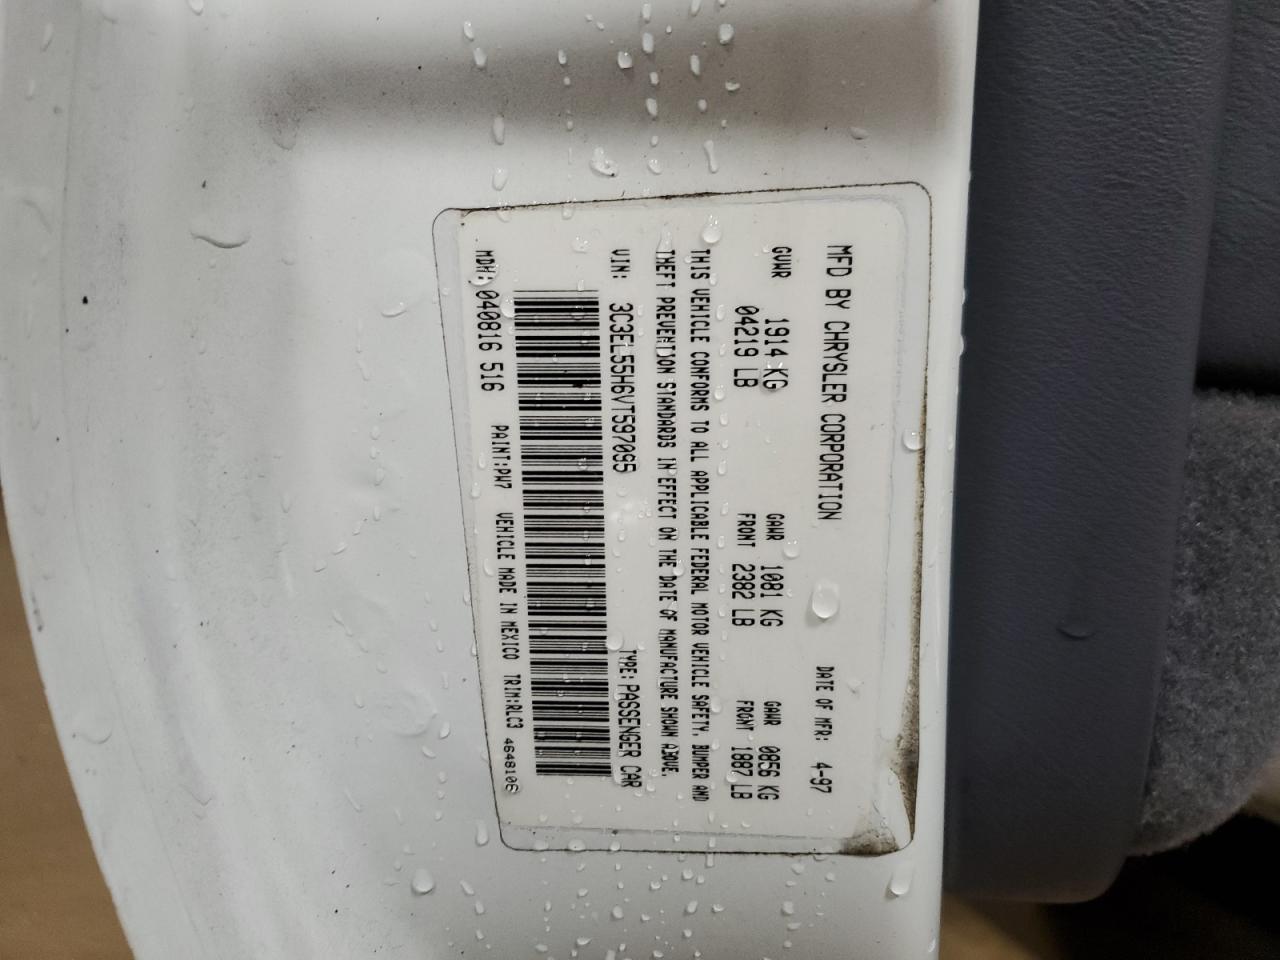 MFD BY CHRYSLER CORPORATION DATE OF MFR: 4-97
GVWR 1914 KG GAWR 1081 KG GAWR 0856 KG
04219 LB FRONT 2382 LB FRONT 1887 LB
THIS VEHICLE CONFORMS TO ALL APPLICABLE FEDERAL MOTOR VEHICLE SAFETY, BUMPER AND
THEFT PREVENTION STANDARDS IN EFFECT ON THE DATE OF MANUFACTURE SHOWN ABOVE.
VIN: 3C3EL55H6VT597095 TYPE: PASSENGER CAR
MDH: 040816 516 PAINT:PW7 VEHICLE MADE IN MEXICO TRIM:RLC3 4648106